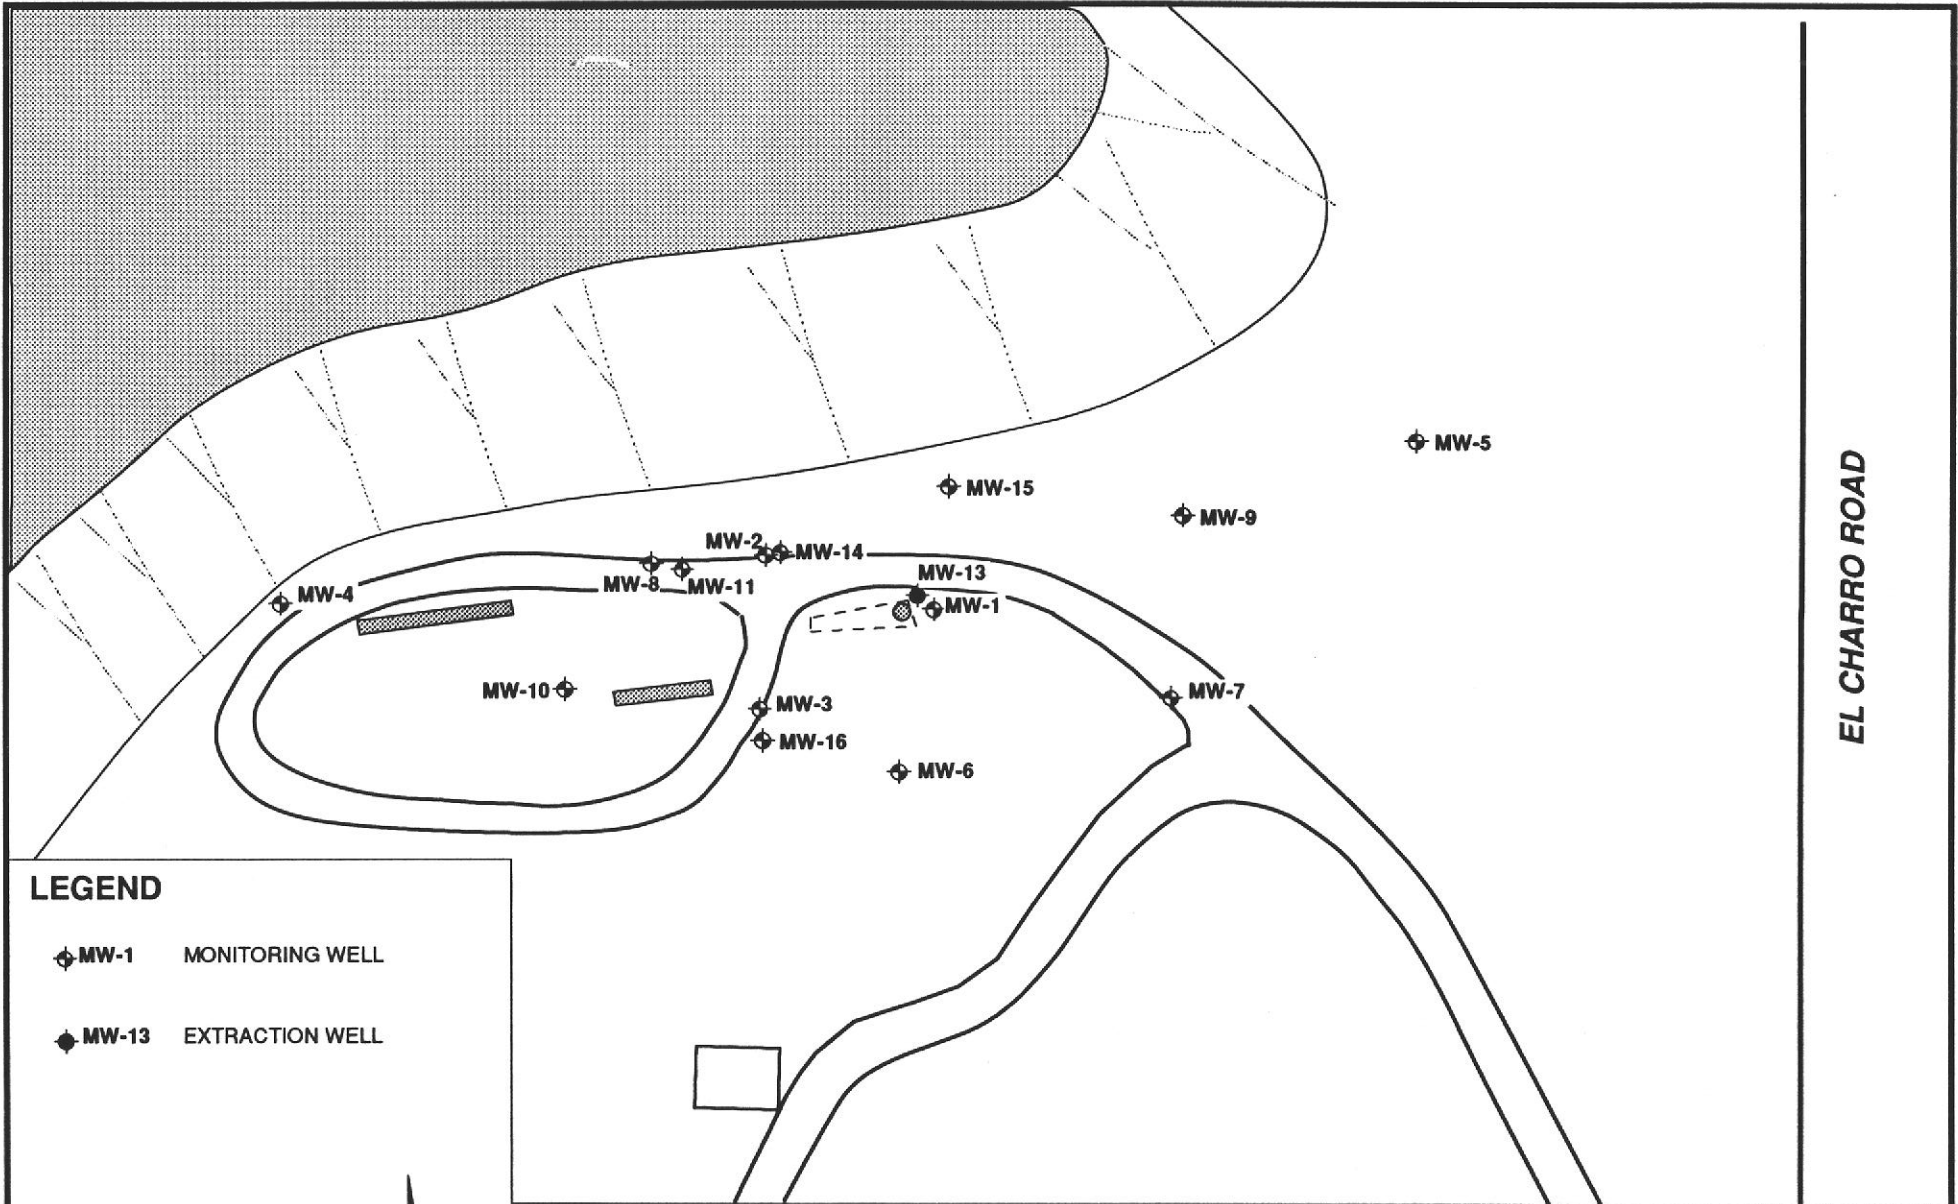 MW-5
MW-15
MW-9
MW-2
MW-14
MW-13
MW-8
MW-11
MW-4
MW-1
MW-10
MW-3
MW-7
MW-16
MW-6
EL CHARRO ROAD
LEGEND
MW-1 MONITORING WELL
MW-13 EXTRACTION WELL